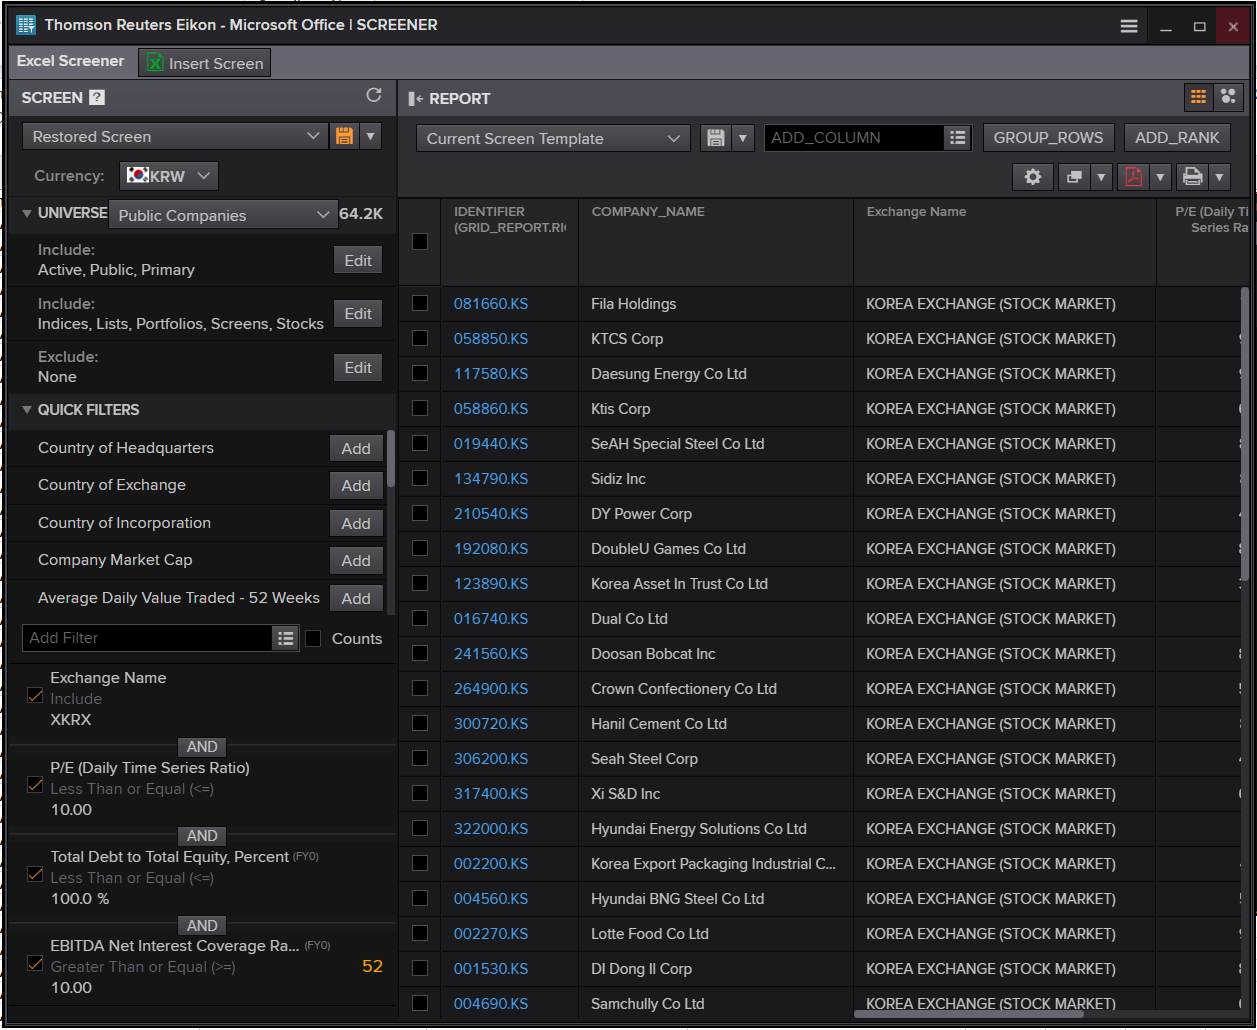 Thomson Reuters Eikon - Microsoft Office | SCREENER
Excel Screener
Insert Screen
SCREEN ?
Restored Screen
Currency:
KRW
UNIVERSE
Public Companies
64.2K
Include:
Active, Public, Primary
Edit
Include:
Indices, Lists, Portfolios, Screens, Stocks
Edit
Exclude:
None
Edit
QUICK FILTERS
Country of Headquarters
Add
Country of Exchange
Add
Country of Incorporation
Add
Company Market Cap
Add
Average Daily Value Traded - 52 Weeks
Add
Add Filter
Counts
Exchange Name
Include
XKRX
AND
P/E (Daily Time Series Ratio)
Less Than or Equal (<=)
10.00
AND
Total Debt to Total Equity, Percent (FY0)
Less Than or Equal (<=)
100.0 %
AND
EBITDA Net Interest Coverage Ra... (FY0)
Greater Than or Equal (>=)
52
10.00
REPORT
Current Screen Template
ADD_COLUMN
GROUP_ROWS
ADD_RANK
IDENTIFIER
(GRID_REPORT.RI
COMPANY_NAME
Exchange Name
P/E (Daily Ti
Series Ra
081660.KS Fila Holdings KOREA EXCHANGE (STOCK MARKET)
058850.KS KTCS Corp KOREA EXCHANGE (STOCK MARKET)
117580.KS Daesung Energy Co Ltd KOREA EXCHANGE (STOCK MARKET)
058860.KS Ktis Corp KOREA EXCHANGE (STOCK MARKET)
019440.KS SeAH Special Steel Co Ltd KOREA EXCHANGE (STOCK MARKET)
134790.KS Sidiz Inc KOREA EXCHANGE (STOCK MARKET)
210540.KS DY Power Corp KOREA EXCHANGE (STOCK MARKET)
192080.KS DoubleU Games Co Ltd KOREA EXCHANGE (STOCK MARKET)
123890.KS Korea Asset In Trust Co Ltd KOREA EXCHANGE (STOCK MARKET)
016740.KS Dual Co Ltd KOREA EXCHANGE (STOCK MARKET)
241560.KS Doosan Bobcat Inc KOREA EXCHANGE (STOCK MARKET)
264900.KS Crown Confectionery Co Ltd KOREA EXCHANGE (STOCK MARKET)
300720.KS Hanil Cement Co Ltd KOREA EXCHANGE (STOCK MARKET)
306200.KS Seah Steel Corp KOREA EXCHANGE (STOCK MARKET)
317400.KS Xi S&D Inc KOREA EXCHANGE (STOCK MARKET)
322000.KS Hyundai Energy Solutions Co Ltd KOREA EXCHANGE (STOCK MARKET)
002200.KS Korea Export Packaging Industrial C... KOREA EXCHANGE (STOCK MARKET)
004560.KS Hyundai BNG Steel Co Ltd KOREA EXCHANGE (STOCK MARKET)
002270.KS Lotte Food Co Ltd KOREA EXCHANGE (STOCK MARKET)
001530.KS DI Dong Il Corp KOREA EXCHANGE (STOCK MARKET)
004690.KS Samchully Co Ltd KOREA EXCHANGE (STOCK MARKET)